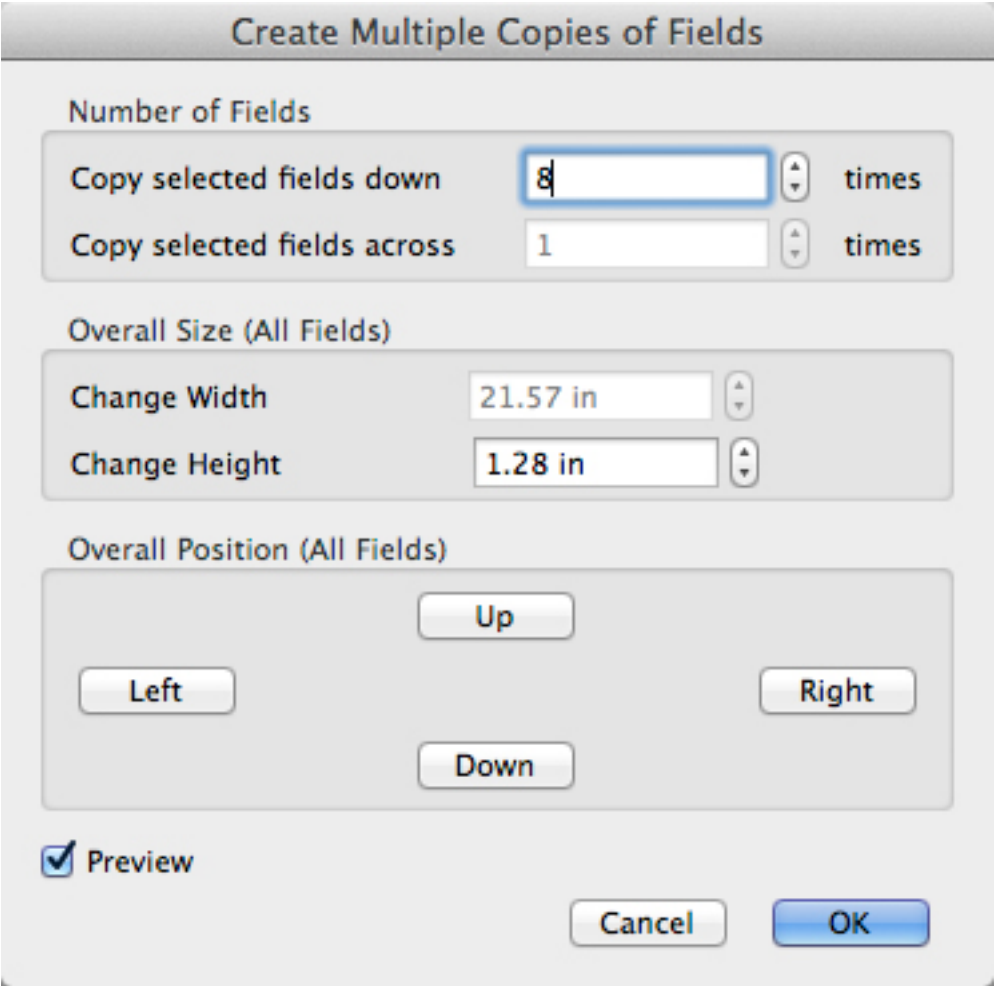 Create Multiple Copies of Fields
Number of Fields
Copy selected fields down 8 times
Copy selected fields across 1 times
Overall Size (All Fields)
Change Width 21.57 in
Change Height 1.28 in
Overall Position (All Fields)
Up
Left Right
Down
Preview
Cancel OK